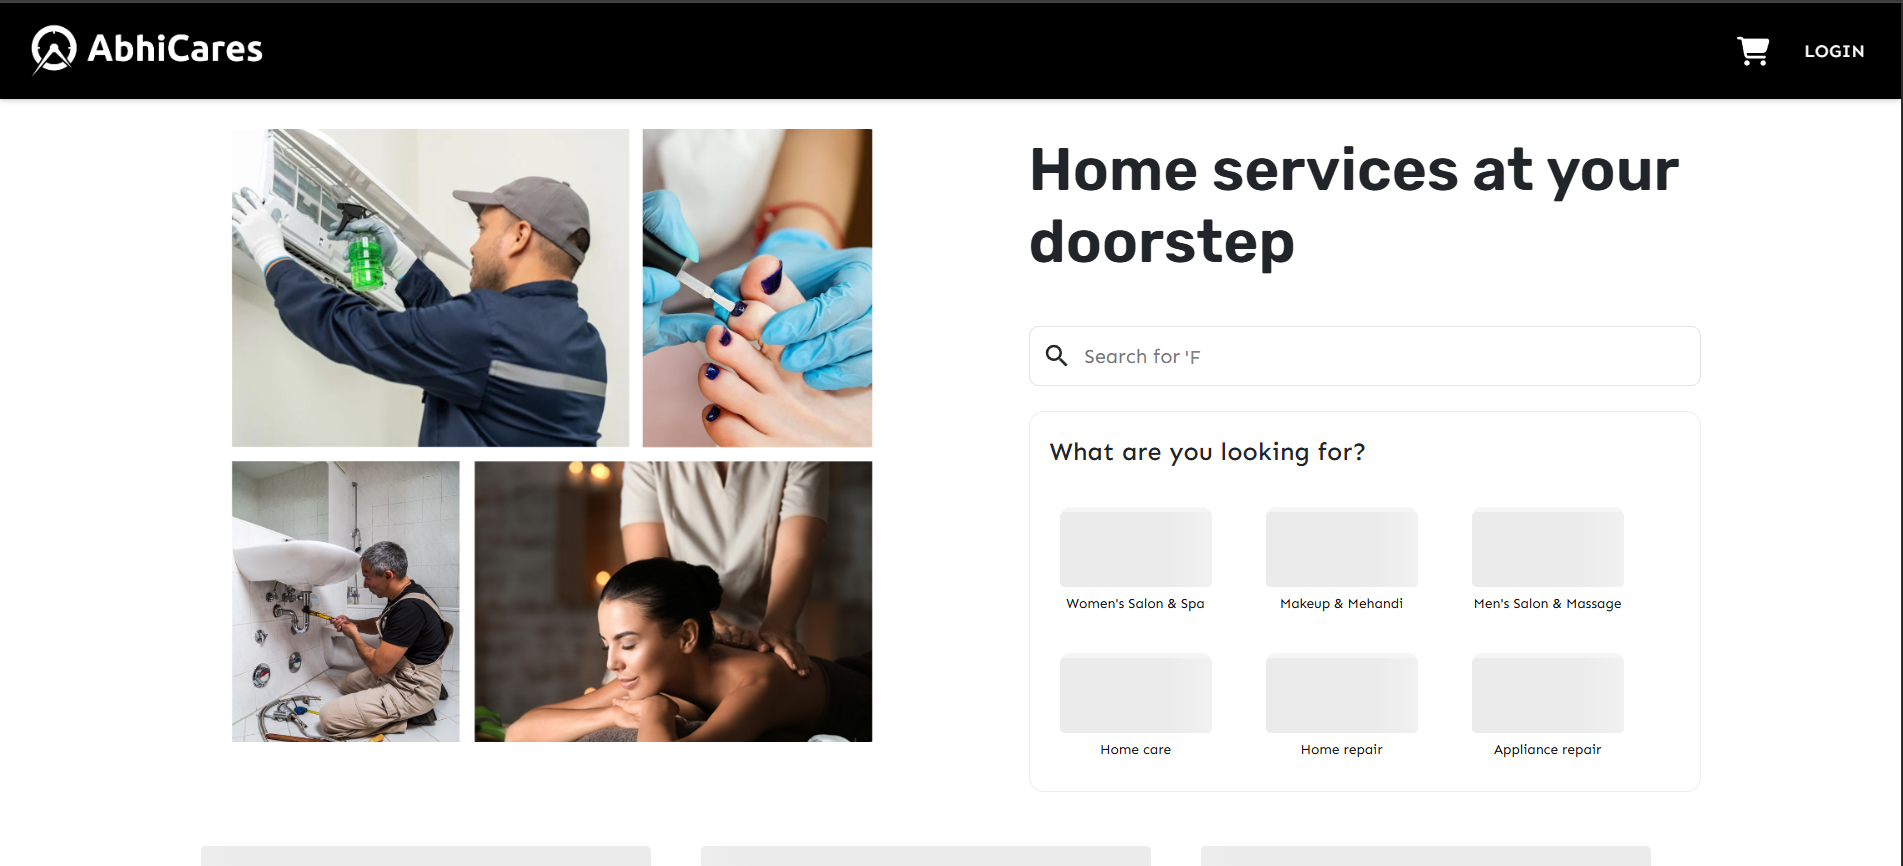 AbhiCares
LOGIN
Home services at your
doorstep
Search for 'F
What are you looking for?
Women's Salon & Spa
Makeup & Mehandi
Men's Salon & Massage
Home care
Home repair
Appliance repair